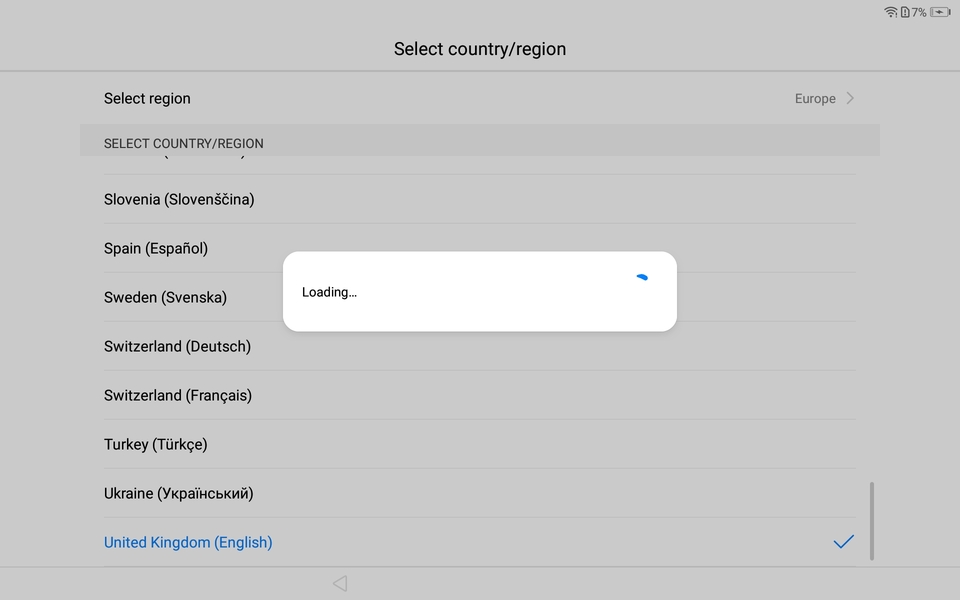 7%
Select country/region
Select region
Europe
SELECT COUNTRY/REGION
Slovenia (Slovenščina)
Spain (Español)
Sweden (Svenska)
Loading...
Switzerland (Deutsch)
Switzerland (Français)
Turkey (Türkçe)
Ukraine (Український)
United Kingdom (English)